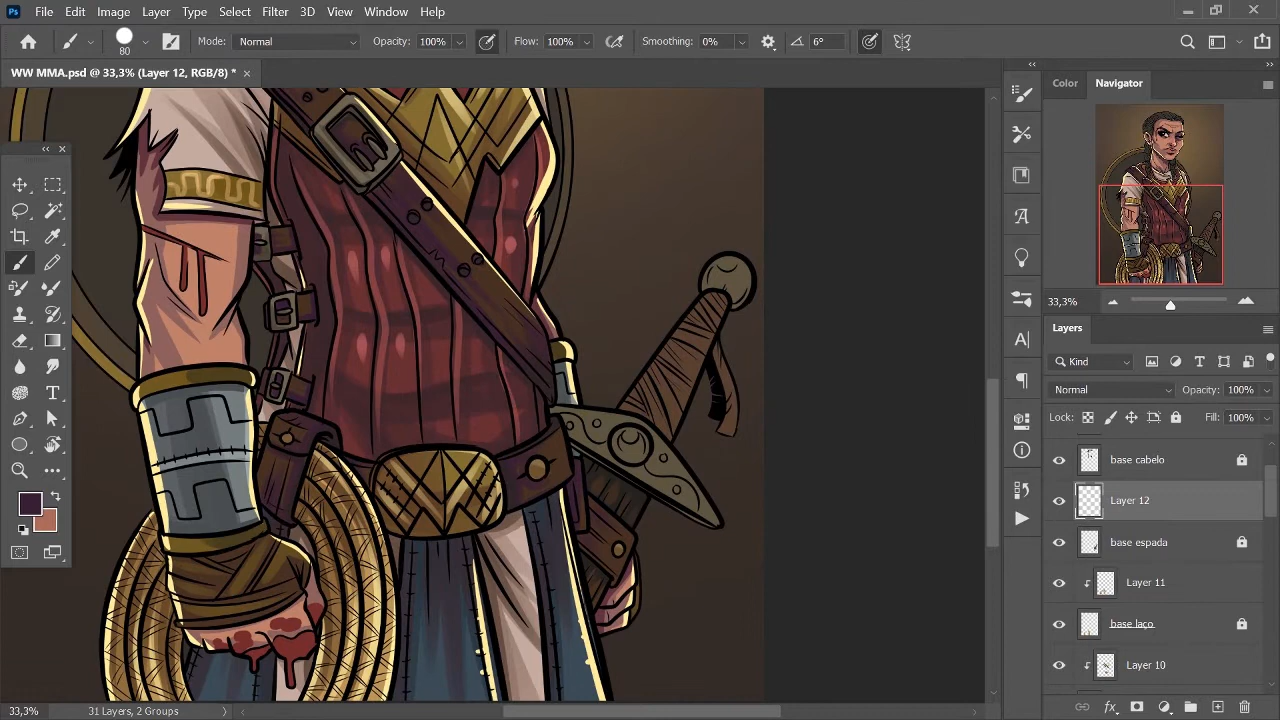 Ps File Edit Image Layer Type Select Filter 3D View Window Help
80 Mode: Normal Opacity: 100% Flow: 100% Smoothing: 0% 6°
WW MMA.psd @ 33,3% (Layer 12, RGB/8) * ×
Color Navigator
33,3%
Layers
Kind
Normal Opacity: 100%
Lock: Fill: 100%
base cabelo
Layer 12
base espada
Layer 11
base laço
Layer 10
33,3% 31 Layers, 2 Groups